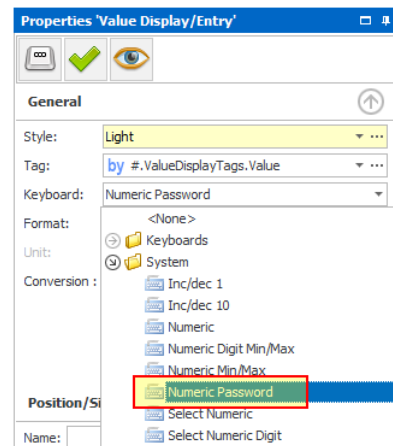 Properties 'Value Display/Entry'
General
Style: Light
Tag: by #.ValueDisplayTags.Value
Keyboard: Numeric Password
Format: <None>
Keyboards
Unit:
System
Conversion : Inc/dec 1
Inc/dec 10
Numeric
Numeric Digit Min/Max
Numeric Min/Max
Numeric Password
Position/Si
Select Numeric
Name: Select Numeric Digit